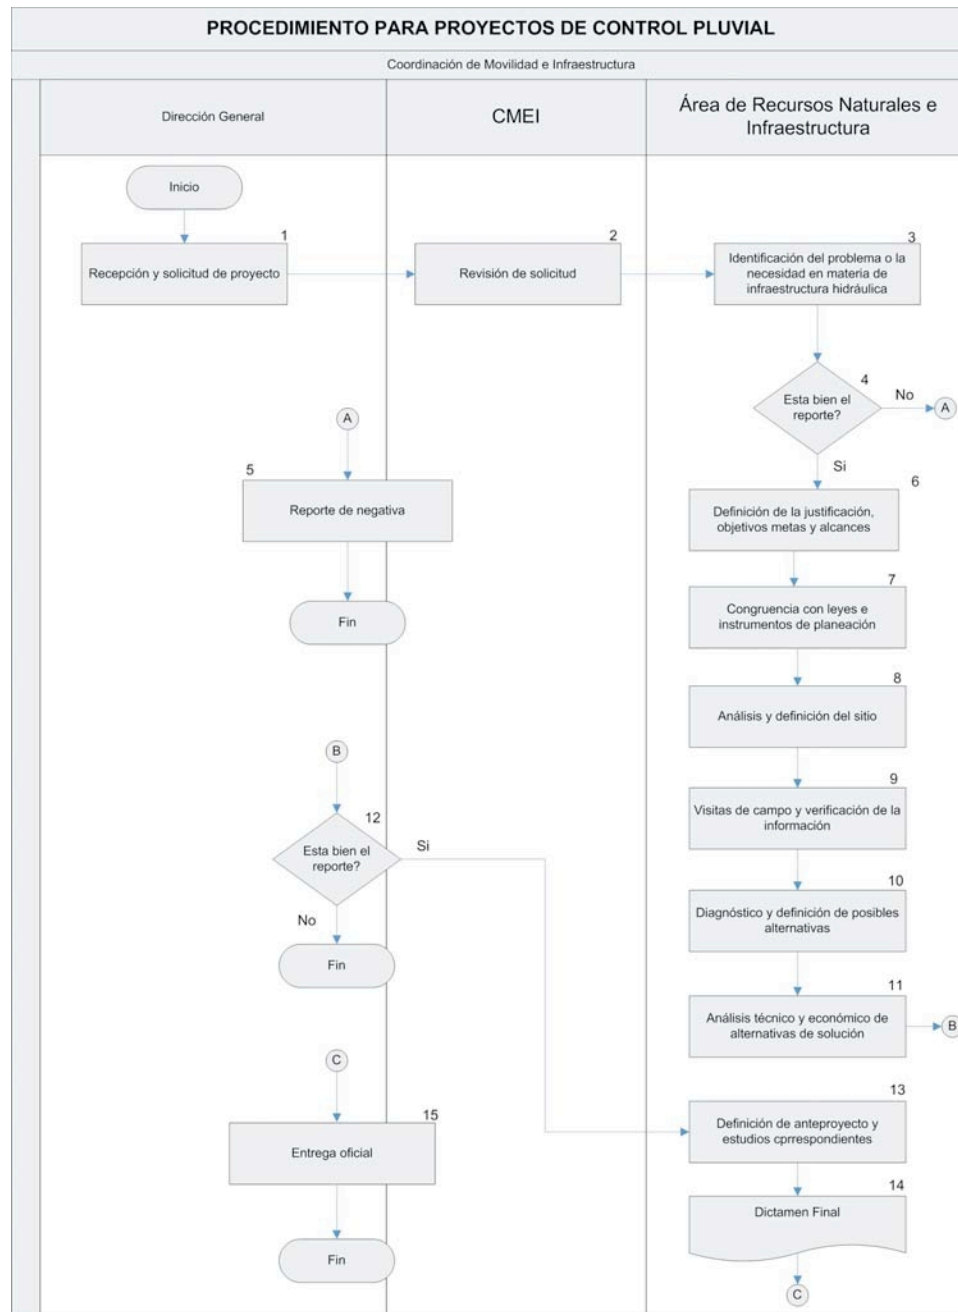 PROCEDIMIENTO PARA PROYECTOS DE CONTROL PLUVIAL
Coordinación de Movilidad e Infraestructura
Dirección General
CMEI
Área de Recursos Naturales e
Infraestructura
Inicio
1
Recepción y solicitud de proyecto
2
Revisión de solicitud
3
Identificación del problema o la
necesidad en materia de
infraestructura hidráulica
4
Esta bien el
reporte?
No
A
Si
A
5
Reporte de negativa
Fin
6
Definición de la justificación,
objetivos metas y alcances
7
Congruencia con leyes e
instrumentos de planeación
8
Análisis y definición del sitio
9
Visitas de campo y verificación de la
información
10
Diagnóstico y definición de posibles
alternativas
11
Análisis técnico y económico de
alternativas de solución
B
B
12
Esta bien el
reporte?
Si
No
Fin
13
Definición de anteproyecto y
estudios cprrespondientes
14
Dictamen Final
C
C
15
Entrega oficial
Fin